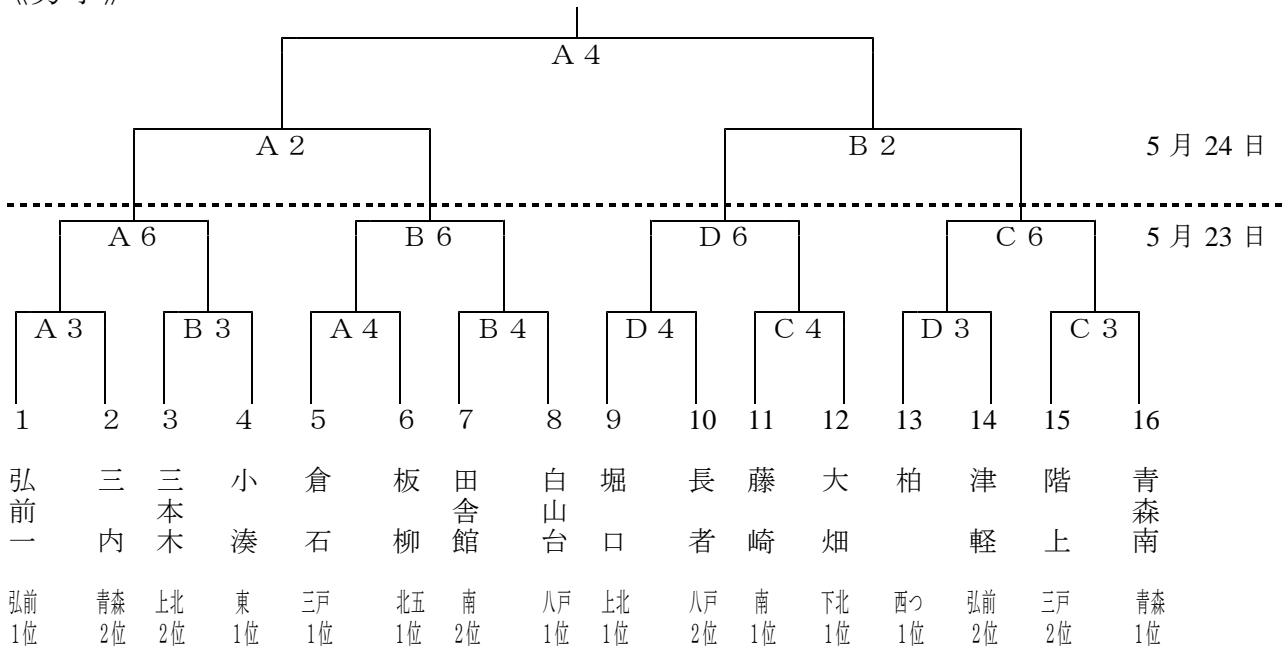 《男子》
A 4
A 2 B 2 5 月 24 日
A 6 B 6 D 6 C 6 5 月 23 日
A 3 B 3 A 4 B 4 D 4 C 4 D 3 C 3
1 2 3 4 5 6 7 8 9 10 11 12 13 14 15 16
弘前一 三内 三本木 小湊 倉石 板柳 田舎館 白山台 堀口 長者 藤崎 大畑 柏 津軽 階上 青森南
弘前 青森 上北 東 三戸 北五 南 八戸 上北 八戸 南 下北 西つ 弘前 三戸 青森
1位 2位 2位 1位 1位 1位 2位 1位 1位 2位 1位 1位 1位 2位 2位 1位